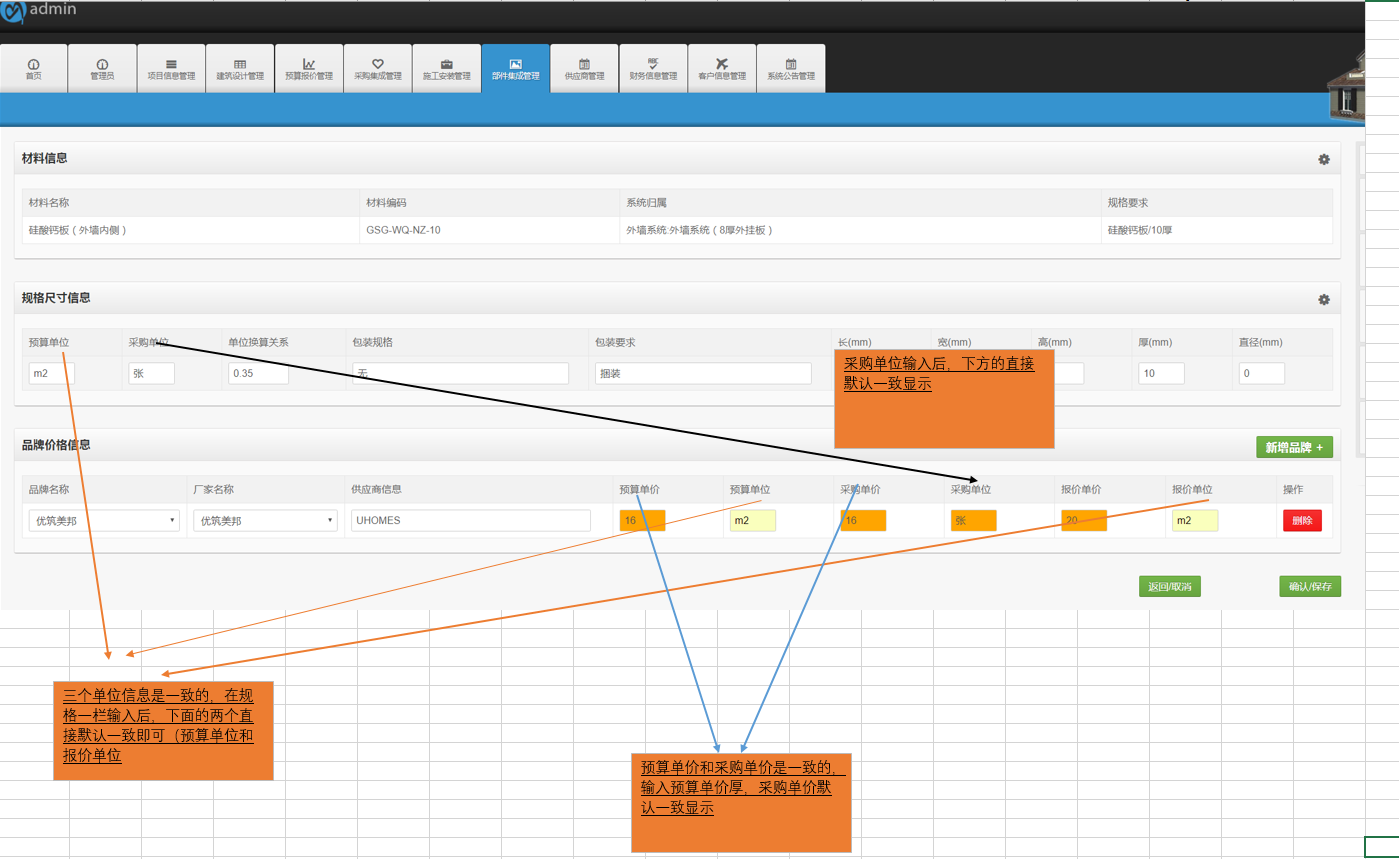 admin
首页 管理员 项目信息管理 建筑设计管理 预算报价管理 采购集成管理 施工安装管理 部件集成管理 供应商管理 财务信息管理 客户信息管理 系统公告管理
材料信息
材料名称 材料编码 系统归属 规格要求
硅酸钙板（外墙内侧） GSG-WQ-NZ-10 外墙系统:外墙系统（8厚外挂板） 硅酸钙板/10厚
规格尺寸信息
预算单位 采购单位 单位换算关系 包装规格 包装要求 长(mm) 宽(mm) 高(mm) 厚(mm) 直径(mm)
m2 张 0.35 无 捆装 10 0
采购单位输入后，下方的直接
默认一致显示
品牌价格信息 新增品牌 +
品牌名称 厂家名称 供应商信息 预算单价 预算单位 采购单价 采购单位 报价单价 报价单位 操作
优筑美邦 优筑美邦 UHOMES 16 m2 16 张 20 m2 删除
返回/取消 确认/保存
三个单位信息是一致的，在规
格一栏输入后，下面的两个直
接默认一致即可（预算单位和
报价单位
预算单价和采购单价是一致的，
输入预算单价厚，采购单价默
认一致显示